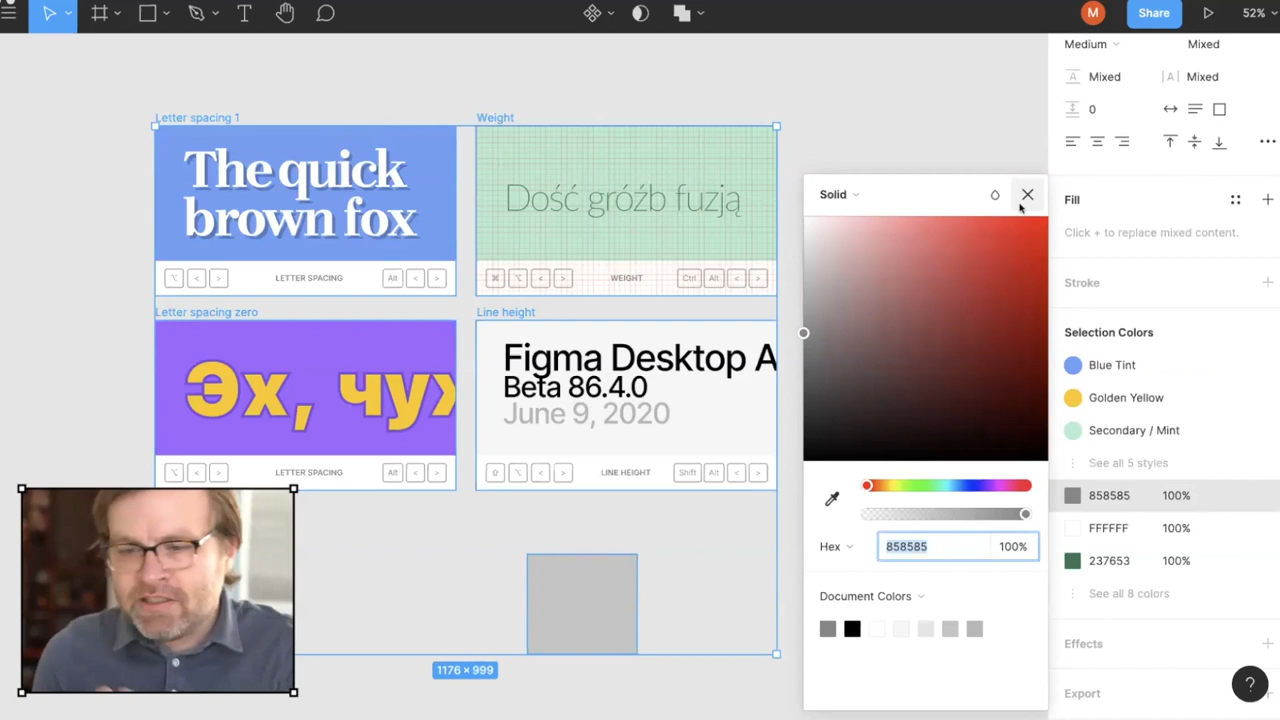 M
Share
52%
Medium
Mixed
Mixed
Mixed
0
Letter spacing 1
Weight
The quick
brown fox
Dość gróźb fuzją
⌥ < > LETTER SPACING Alt < >
⌘ ⌥ < > WEIGHT Ctrl Alt < >
Letter spacing zero
Line height
Эх, чуж
Figma Desktop A
Beta 86.4.0
June 9, 2020
⌥ < > LETTER SPACING Alt < >
⇧ ⌥ < > LINE HEIGHT Shift Alt < >
1176 × 999
Solid
Hex
858585
100%
Document Colors
Fill
Click + to replace mixed content.
Stroke
Selection Colors
Blue Tint
Golden Yellow
Secondary / Mint
See all 5 styles
858585 100%
FFFFFF 100%
237653 100%
See all 8 colors
Effects
Export
?